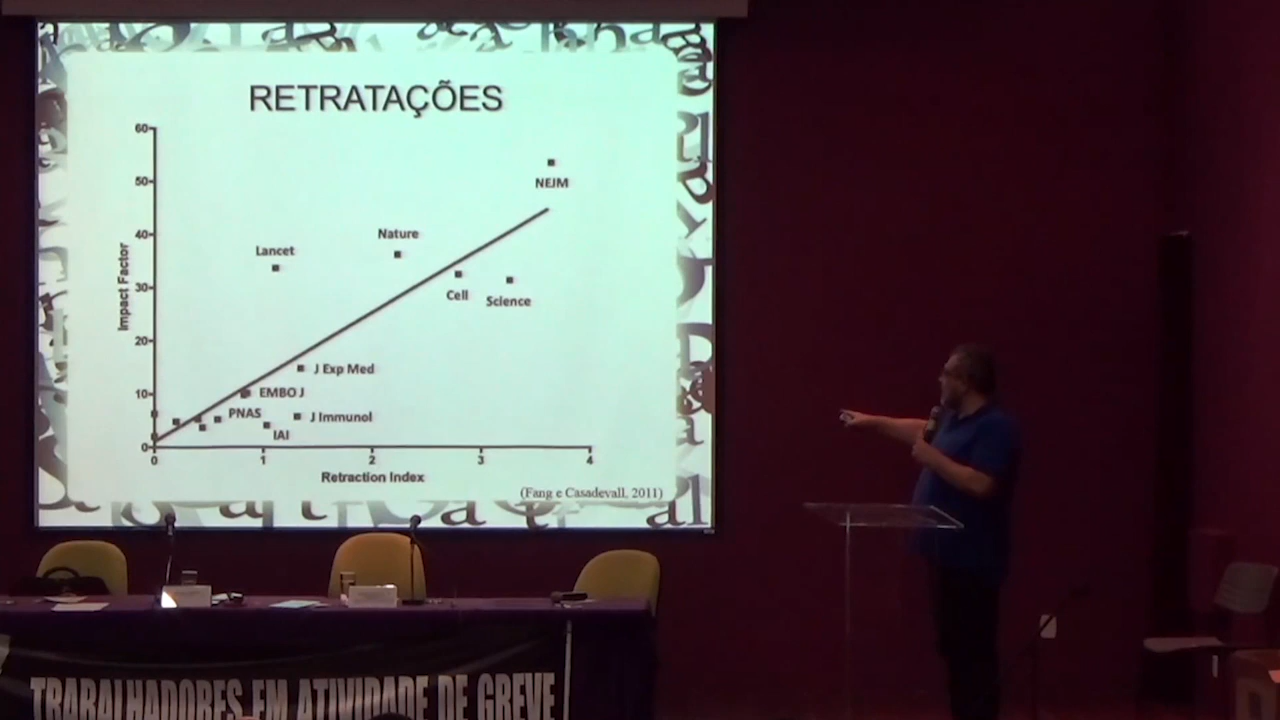 RETRATAÇÕES
60
50
40
30
20
10
0
Impact Factor
NEJM
Nature
Lancet
Cell
Science
J Exp Med
EMBO J
PNAS
J Immunol
IAI
0 1 2 3 4
Retraction Index
(Fang e Casadevall, 2011)
TRABALHADORES EM ATIVIDADE DE GREVE